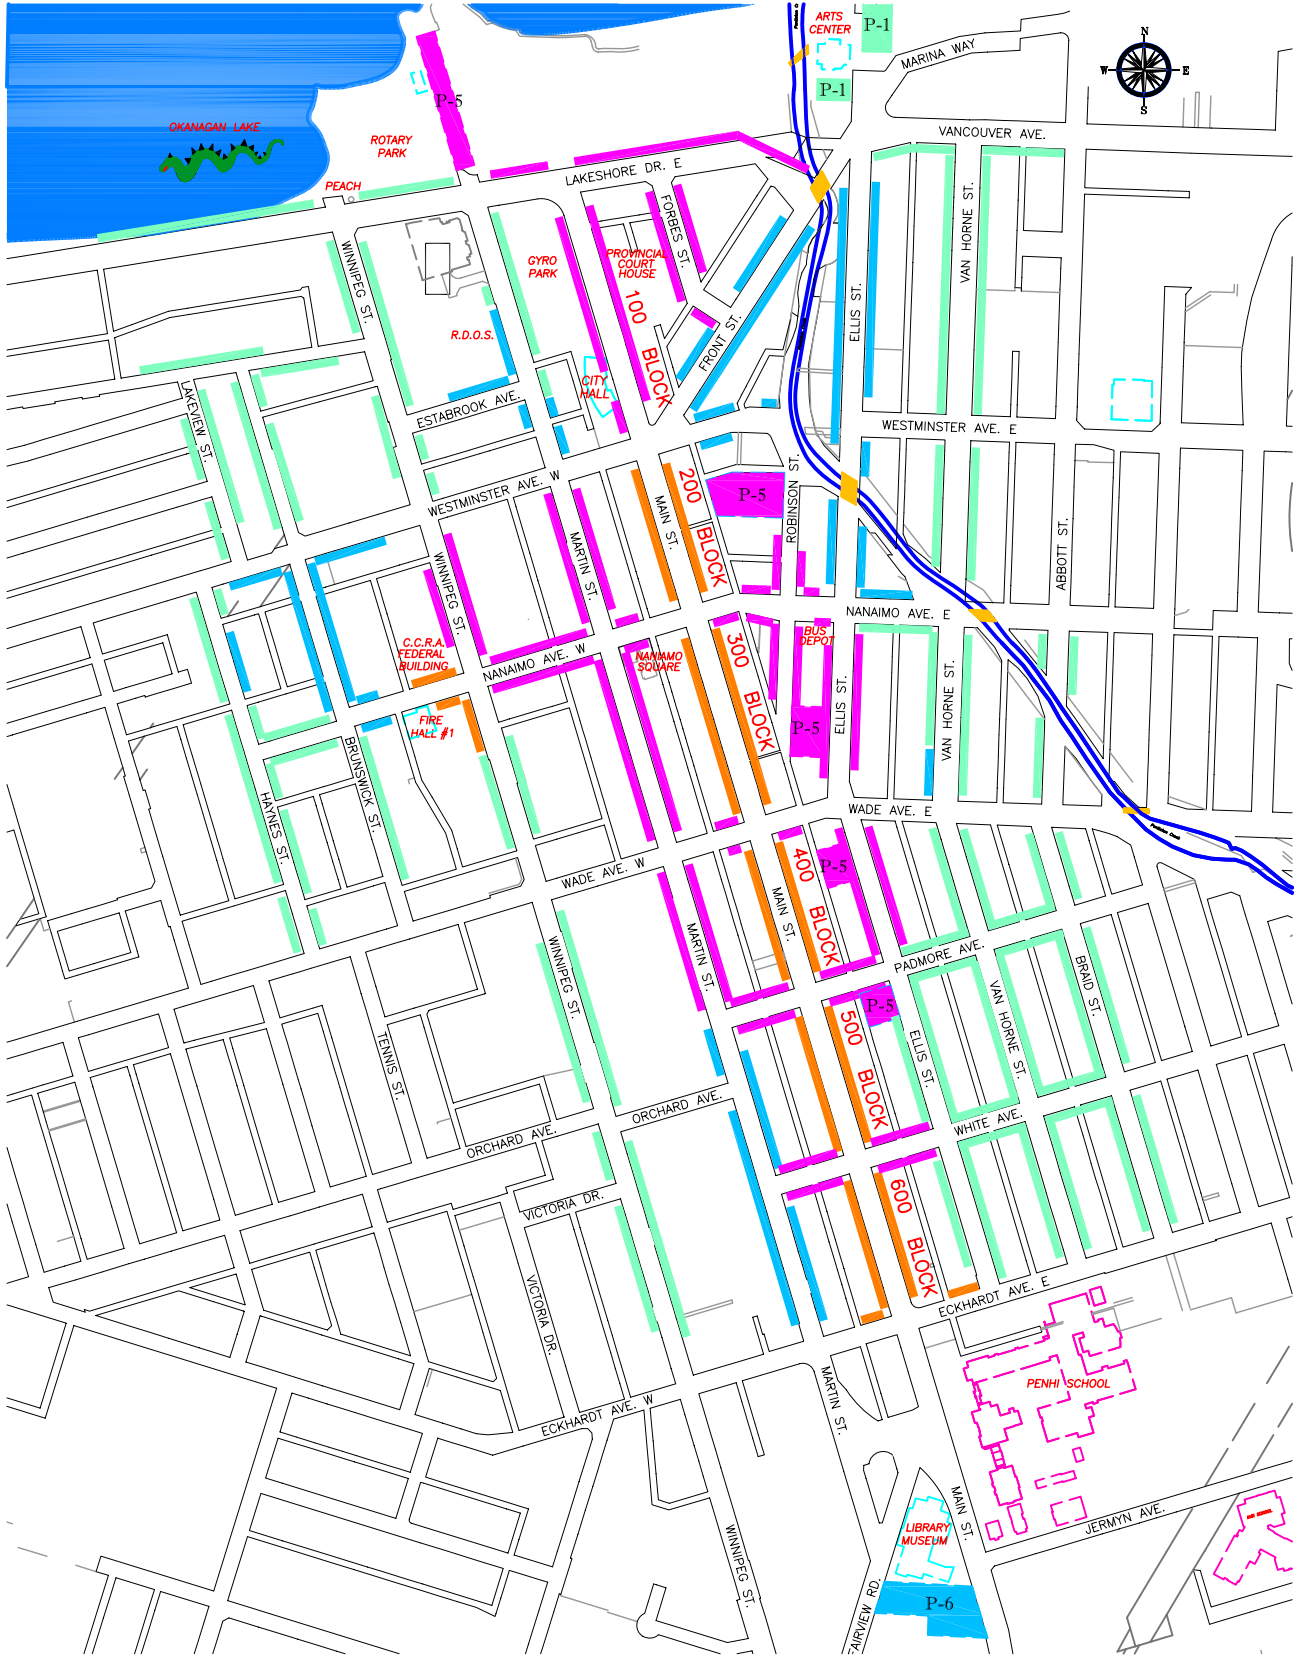 ARTS
CENTER
P-1
P-1
MARINA WAY
N
W
E
S
P-5
OKANAGAN LAKE
ROTARY
PARK
VANCOUVER AVE.
LAKESHORE DR. E
PEACH
FORBES ST.
VAN HORNE ST.
WINNIPEG ST.
GYRO
PARK
PROVINCIAL
COURT
HOUSE
100 BLOCK
R.D.O.S.
FRONT ST.
ELLIS ST.
CITY
HALL
LAKEVIEW ST.
ESTABROOK AVE.
WESTMINSTER AVE. E
WESTMINSTER AVE. W
200 BLOCK
MAIN ST.
P-5
ROBINSON ST.
MARTIN ST.
WINNIPEG ST.
ABBOTT ST.
NANAIMO AVE. E
C.C.R.A.
FEDERAL
BUILDING
NANAIMO AVE. W
NANIAMO
SQUARE
300 BLOCK
BUS
DEPOT
ELLIS ST.
VAN HORNE ST.
FIRE
HALL #1
P-5
BRUNSWICK ST.
HAYNES ST.
WADE AVE. E
Penticton Creek
WADE AVE. W
400 BLOCK
P-5
MAIN ST.
MARTIN ST.
WINNIPEG ST.
PADMORE AVE.
BRAID ST.
VAN HORNE ST.
P-5
500 BLOCK
ELLIS ST.
TENNIS ST.
ORCHARD AVE.
WHITE AVE.
ORCHARD AVE.
600 BLOCK
VICTORIA DR.
VICTORIA DR.
ECKHARDT AVE. E
PENHI SCHOOL
MARTIN ST.
ECKHARDT AVE. W
MAIN ST.
JERMYN AVE.
LIBRARY
MUSEUM
WINNIPEG ST.
FAIRVIEW RD.
P-6